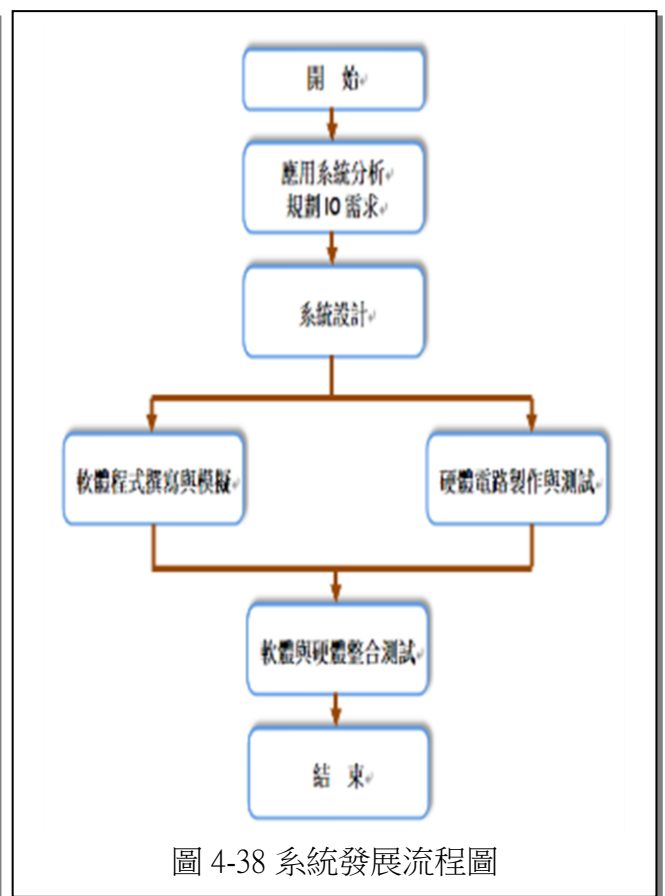 開 始
應用系統分析
規劃IO需求
系統設計
軟體程式撰寫與模擬
硬體電路製作與測試
軟體與硬體整合測試
結 束
圖 4-38 系統發展流程圖